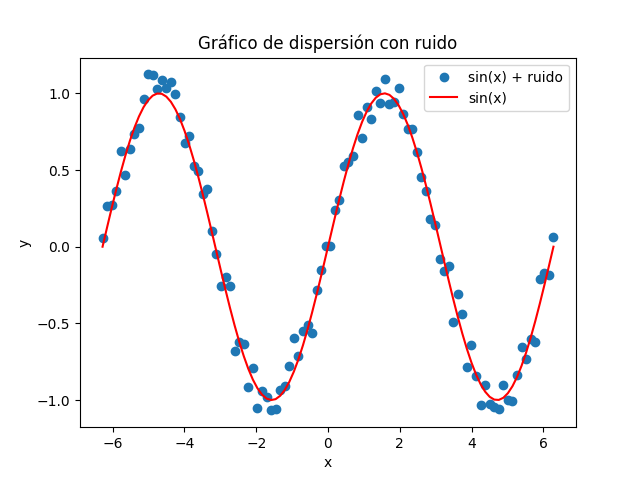 Gráfico de dispersión con ruido
sin(x) + ruido
sin(x)
1.0
0.5
0.0
−0.5
−1.0
y
−6
−4
−2
0
2
4
6
x